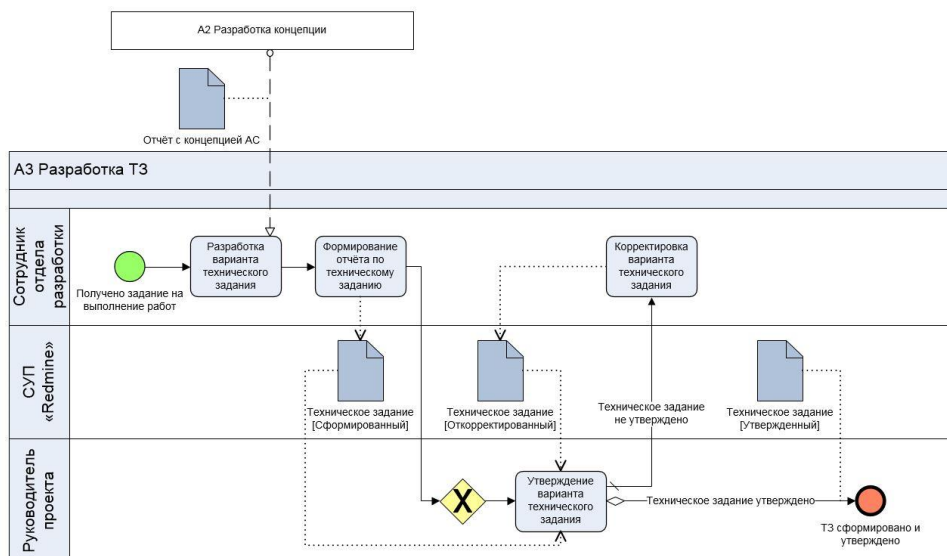 А2 Разработка концепции
Отчёт с концепцией АС
А3 Разработка ТЗ
Сотрудник
отдела
разработки
Получено задание на
выполнение работ
Разработка
варианта
технического
задания
Формирование
отчёта по
техническому
заданию
Корректировка
варианта
технического
задания
СУП
«Redmine»
Техническое задание
[Сформированный]
Техническое задание
[Откорректированный]
Техническое задание
не утверждено
Техническое задание
[Утвержденный]
Руководитель
проекта
X
Утверждение
варианта
технического
задания
Техническое задание утверждено
ТЗ сформировано и
утверждено